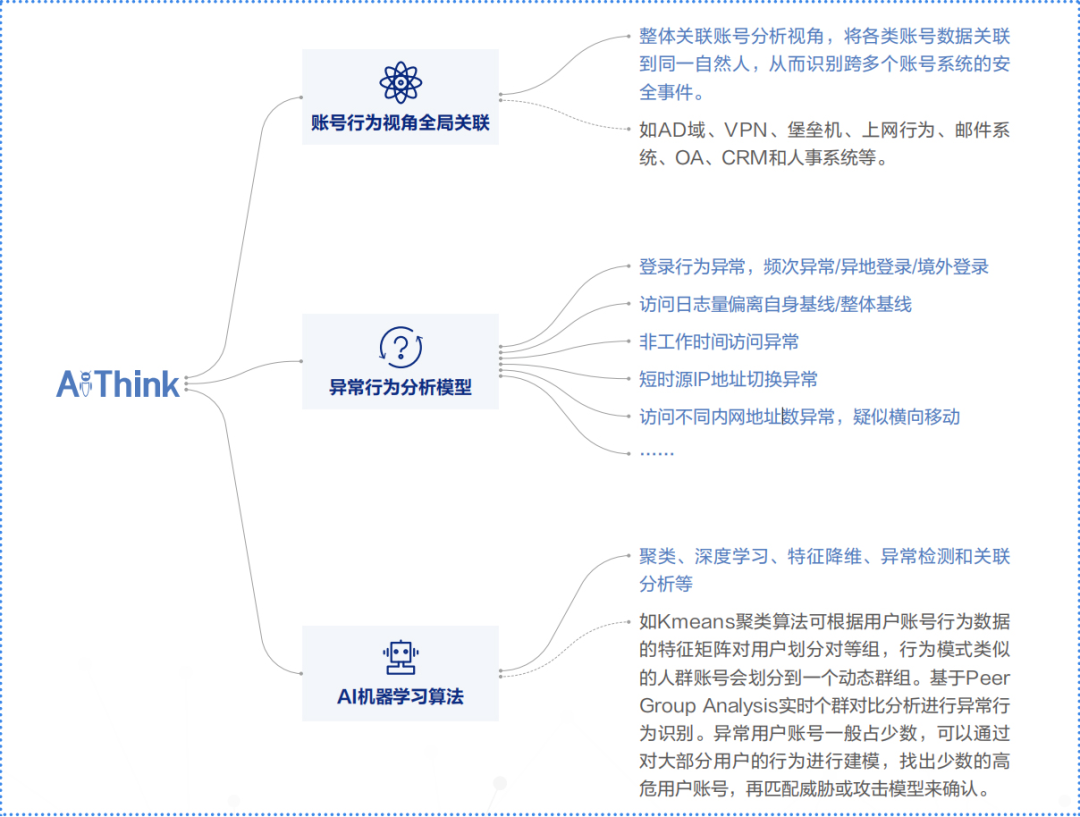 整体关联账号分析视角，将各类账号数据关联
到同一自然人，从而识别跨多个账号系统的安
全事件。
账号行为视角全局关联
如AD域、VPN、堡垒机、上网行为、邮件系
统、OA、CRM和人事系统等。
登录行为异常，频次异常/异地登录/境外登录
访问日志量偏离自身基线/整体基线
非工作时间访问异常
短时源IP地址切换异常
访问不同内网地址数异常，疑似横向移动
......
异常行为分析模型
AiThink
聚类、深度学习、特征降维、异常检测和关联
分析等
如Kmeans聚类算法可根据用户账号行为数据
的特征矩阵对用户划分对等组，行为模式类似
的人群账号会划分到一个动态群组。基于Peer
Group Analysis实时个群对比分析进行异常行
为识别。异常用户账号一般占少数，可以通过
对大部分用户的行为进行建模，找出少数的高
危用户账号，再匹配威胁或攻击模型来确认。
AI机器学习算法